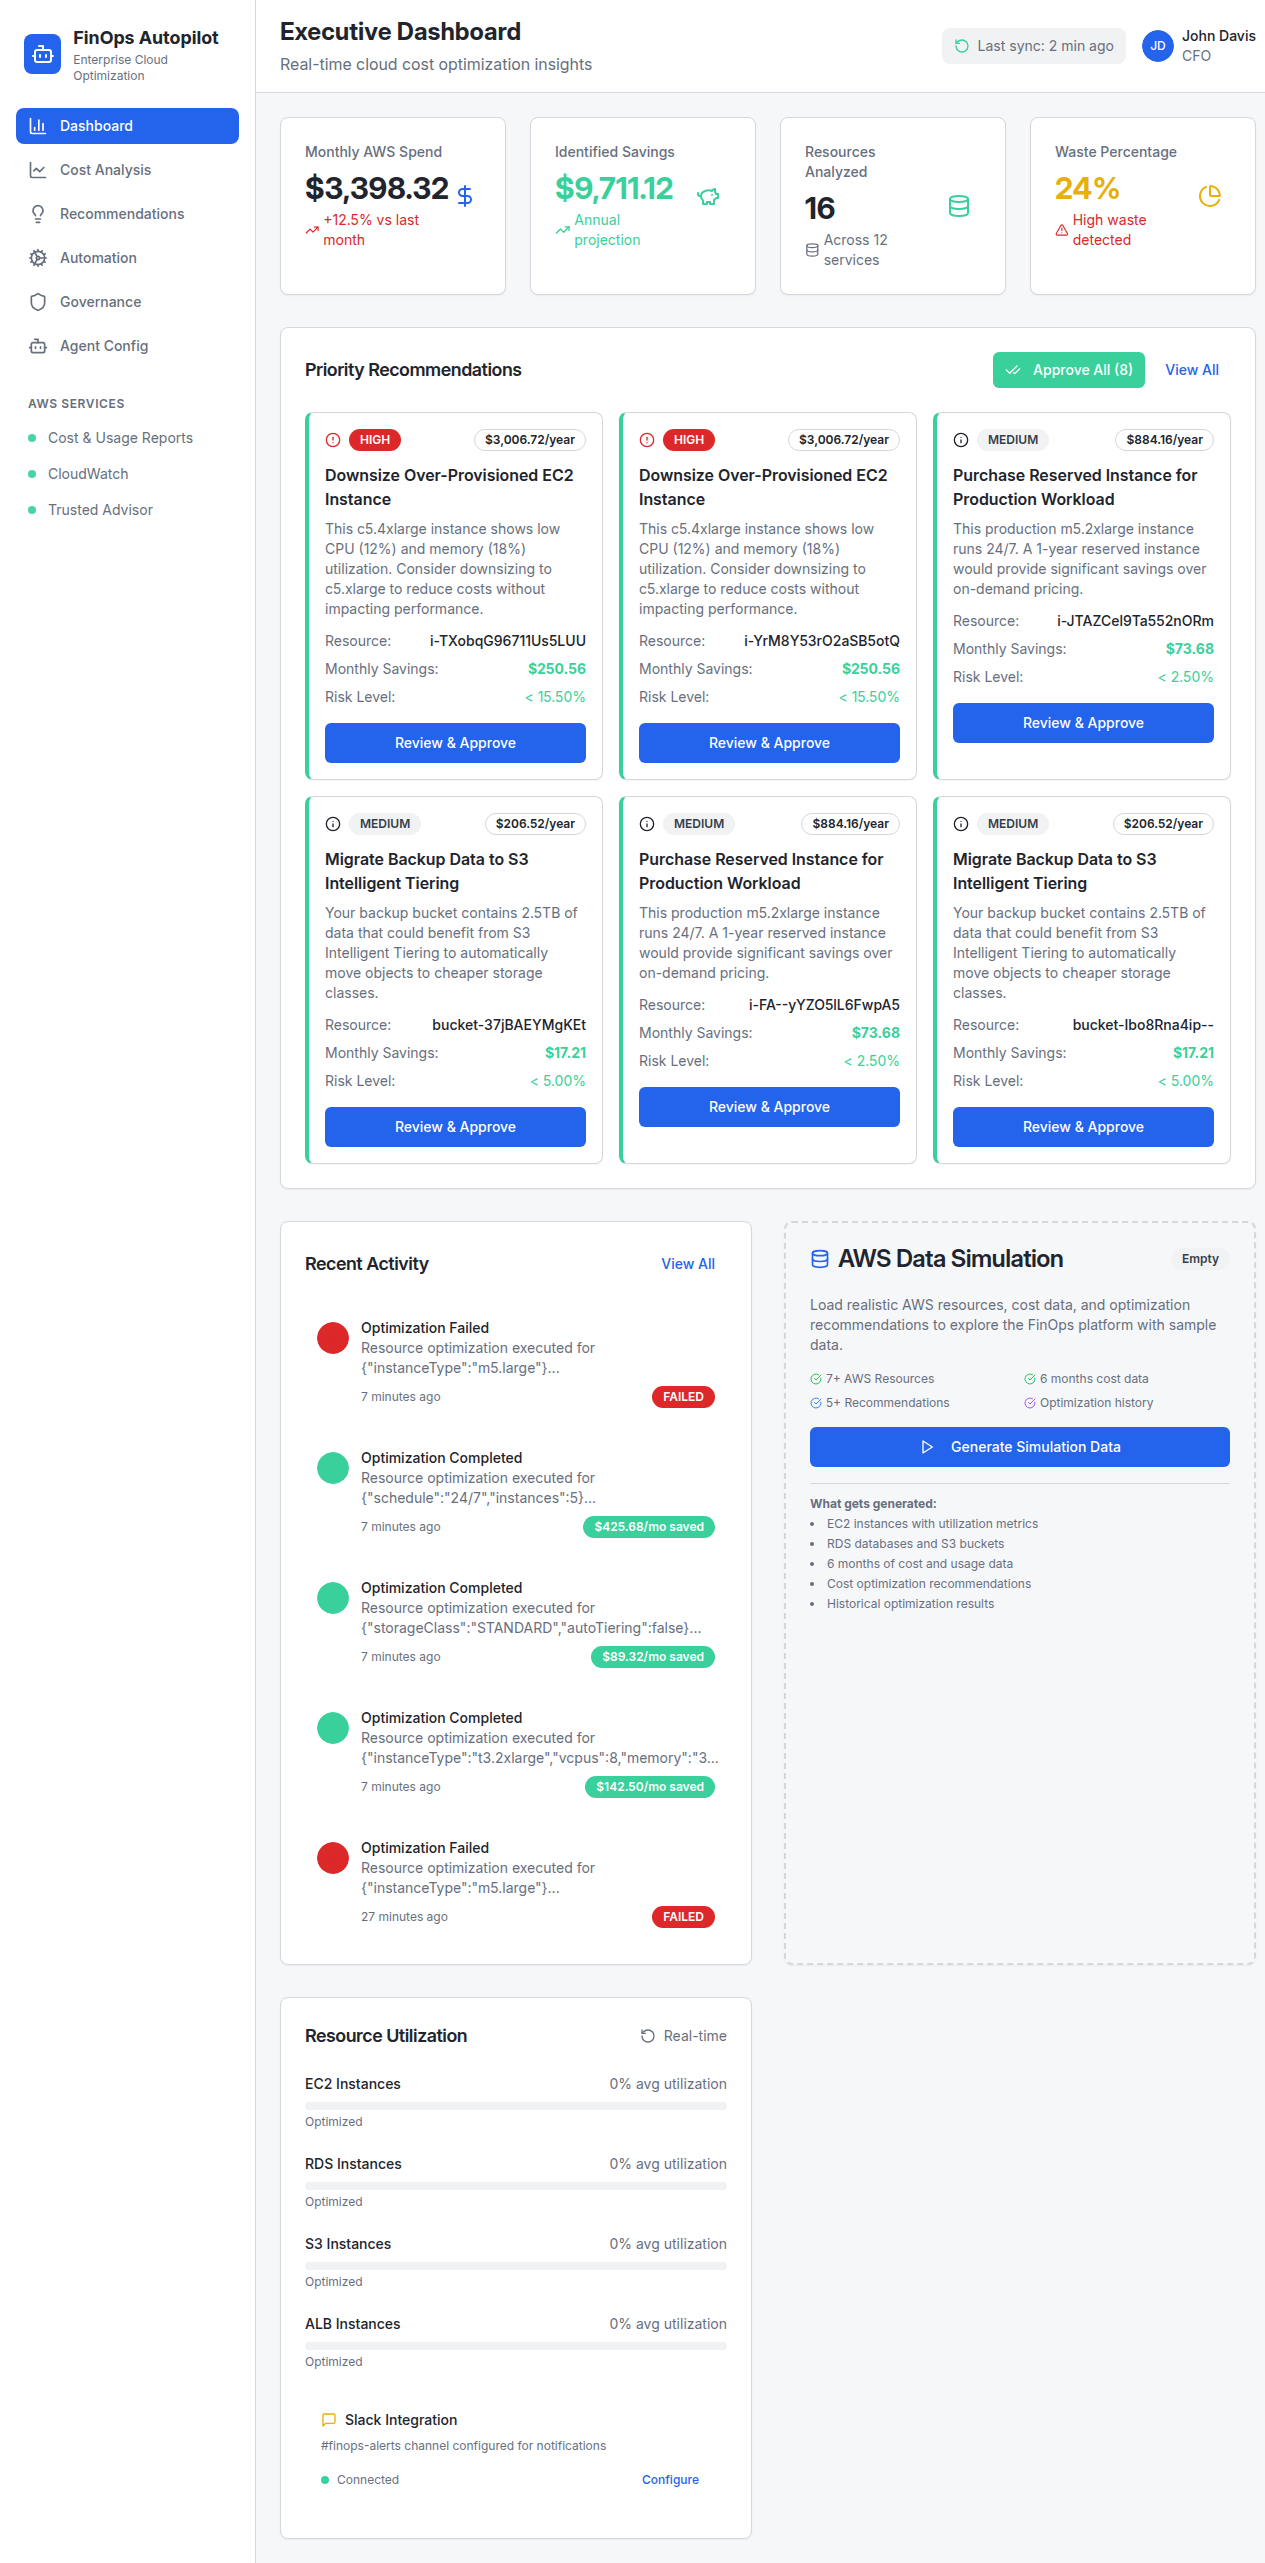 FinOps Autopilot
Enterprise Cloud
Optimization
Dashboard
Cost Analysis
Recommendations
Automation
Governance
Agent Config
AWS SERVICES
Cost & Usage Reports
CloudWatch
Trusted Advisor
Executive Dashboard
Real-time cloud cost optimization insights
Last sync: 2 min ago
JD
John Davis
CFO
Monthly AWS Spend
$3,398.32
+12.5% vs last
month
Identified Savings
$9,711.12
Annual
projection
Resources
Analyzed
16
Across 12
services
Waste Percentage
24%
High waste
detected
Priority Recommendations
Approve All (8)
View All
HIGH
$3,006.72/year
Downsize Over-Provisioned EC2
Instance
This c5.4xlarge instance shows low
CPU (12%) and memory (18%)
utilization. Consider downsizing to
c5.xlarge to reduce costs without
impacting performance.
Resource: i-TXobqG96711Us5LUU
Monthly Savings: $250.56
Risk Level: < 15.50%
Review & Approve
HIGH
$3,006.72/year
Downsize Over-Provisioned EC2
Instance
This c5.4xlarge instance shows low
CPU (12%) and memory (18%)
utilization. Consider downsizing to
c5.xlarge to reduce costs without
impacting performance.
Resource: i-YrM8Y53rO2aSB5otQ
Monthly Savings: $250.56
Risk Level: < 15.50%
Review & Approve
MEDIUM
$884.16/year
Purchase Reserved Instance for
Production Workload
This production m5.2xlarge instance
runs 24/7. A 1-year reserved instance
would provide significant savings over
on-demand pricing.
Resource: i-JTAZCel9Ta552nORm
Monthly Savings: $73.68
Risk Level: < 2.50%
Review & Approve
MEDIUM
$206.52/year
Migrate Backup Data to S3
Intelligent Tiering
Your backup bucket contains 2.5TB of
data that could benefit from S3
Intelligent Tiering to automatically
move objects to cheaper storage
classes.
Resource: bucket-37jBAEYMgKEt
Monthly Savings: $17.21
Risk Level: < 5.00%
Review & Approve
MEDIUM
$884.16/year
Purchase Reserved Instance for
Production Workload
This production m5.2xlarge instance
runs 24/7. A 1-year reserved instance
would provide significant savings over
on-demand pricing.
Resource: i-FA--yYZO5lL6FwpA5
Monthly Savings: $73.68
Risk Level: < 2.50%
Review & Approve
MEDIUM
$206.52/year
Migrate Backup Data to S3
Intelligent Tiering
Your backup bucket contains 2.5TB of
data that could benefit from S3
Intelligent Tiering to automatically
move objects to cheaper storage
classes.
Resource: bucket-lbo8Rna4ip--
Monthly Savings: $17.21
Risk Level: < 5.00%
Review & Approve
Recent Activity
View All
Optimization Failed
Resource optimization executed for
{"instanceType":"m5.large"}...
7 minutes ago
FAILED
Optimization Completed
Resource optimization executed for
{"schedule":"24/7","instances":5}...
7 minutes ago
$425.68/mo saved
Optimization Completed
Resource optimization executed for
{"storageClass":"STANDARD","autoTiering":false}...
7 minutes ago
$89.32/mo saved
Optimization Completed
Resource optimization executed for
{"instanceType":"t3.2xlarge","vcpus":8,"memory":"3...
7 minutes ago
$142.50/mo saved
Optimization Failed
Resource optimization executed for
{"instanceType":"m5.large"}...
27 minutes ago
FAILED
AWS Data Simulation
Empty
Load realistic AWS resources, cost data, and optimization
recommendations to explore the FinOps platform with sample
data.
7+ AWS Resources
6 months cost data
5+ Recommendations
Optimization history
Generate Simulation Data
What gets generated:
• EC2 instances with utilization metrics
• RDS databases and S3 buckets
• 6 months of cost and usage data
• Cost optimization recommendations
• Historical optimization results
Resource Utilization
Real-time
EC2 Instances
0% avg utilization
Optimized
RDS Instances
0% avg utilization
Optimized
S3 Instances
0% avg utilization
Optimized
ALB Instances
0% avg utilization
Optimized
Slack Integration
#finops-alerts channel configured for notifications
Connected
Configure